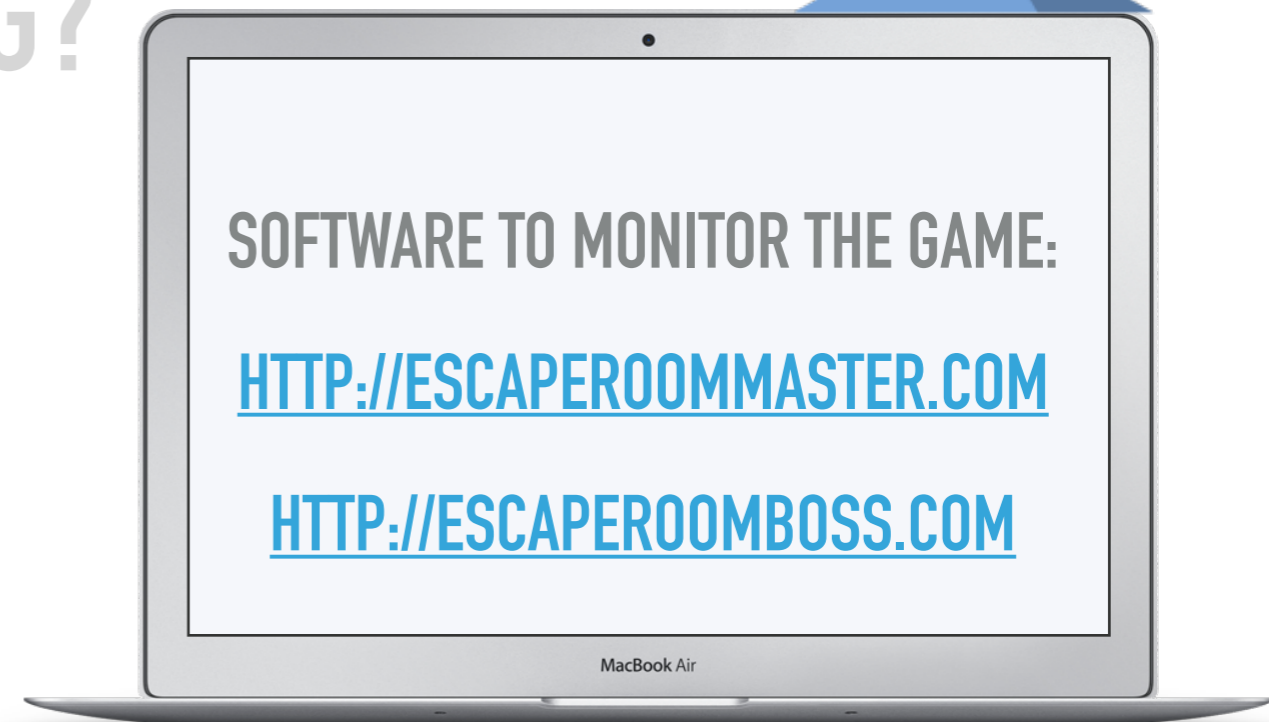 SOFTWARE TO MONITOR THE GAME:
HTTP://ESCAPEROOMMASTER.COM
HTTP://ESCAPEROOMBOSS.COM
MacBook Air